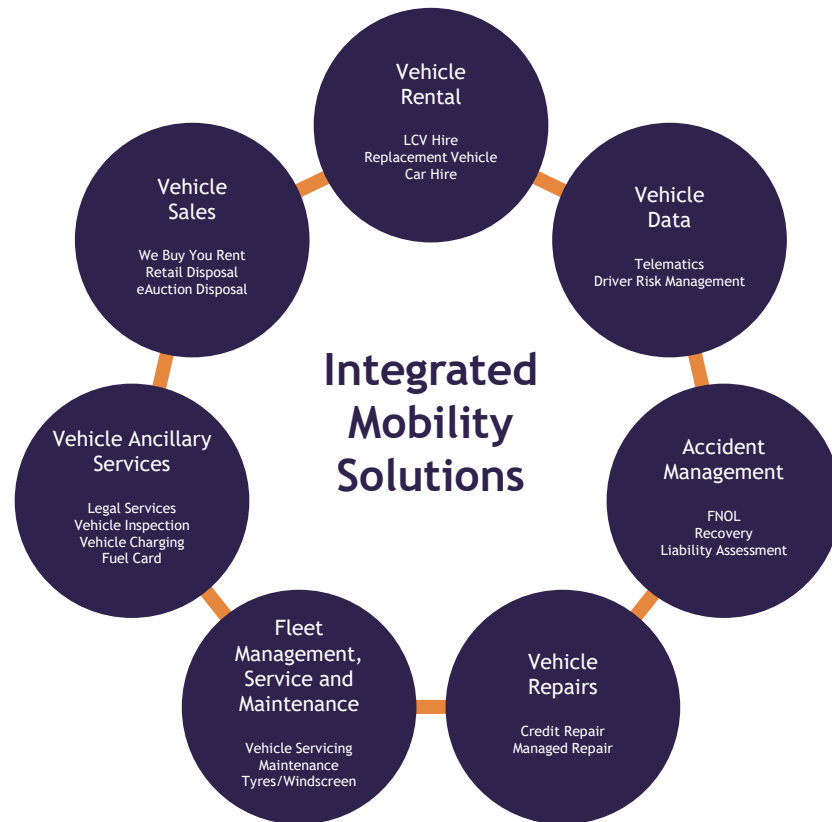 Vehicle
Rental
LCV Hire
Replacement Vehicle
Car Hire
Vehicle
Data
Telematics
Driver Risk Management
Accident
Management
FNOL
Recovery
Liability Assessment
Vehicle
Repairs
Credit Repair
Managed Repair
Fleet
Management,
Service and
Maintenance
Vehicle Servicing
Maintenance
Tyres/Windscreen
Vehicle Ancillary
Services
Legal Services
Vehicle Inspection
Vehicle Charging
Fuel Card
Vehicle
Sales
We Buy You Rent
Retail Disposal
eAuction Disposal
Integrated
Mobility
Solutions